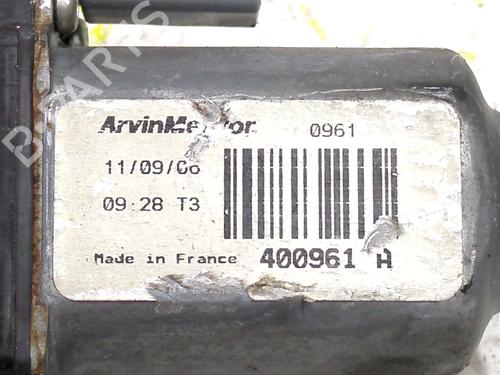 ArvinMeritor 0961
11/09/06
09:28 T3
Made in France 400961 A